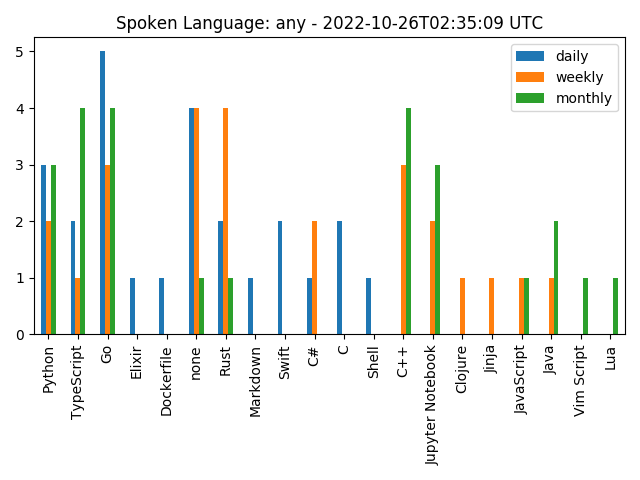 Spoken Language: any - 2022-10-26T02:35:09 UTC
daily
weekly
monthly
5
4
3
2
1
0
Python
TypeScript
Go
Elixir
Dockerfile
none
Rust
Markdown
Swift
C#
C
Shell
C++
Jupyter Notebook
Clojure
Jinja
JavaScript
Java
Vim Script
Lua